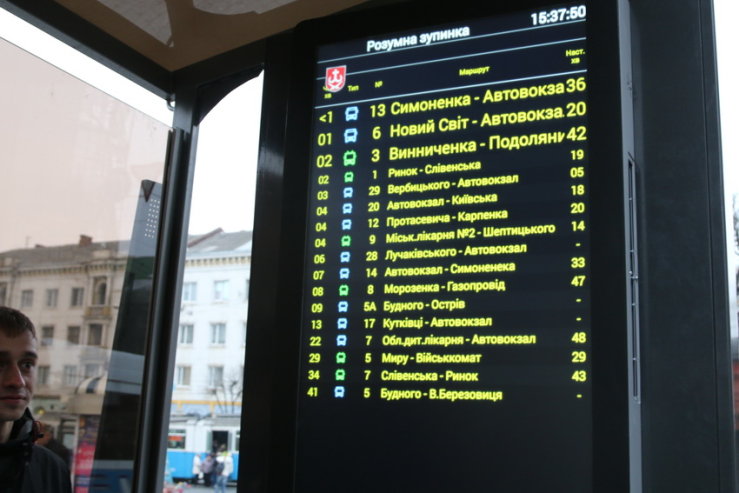 Розумна зупинка 15:37:50
хв Тип № Маршрут Наст. хв
<1 13 Симоненка - Автовокза 36
01 6 Новий Світ - Автовокза 20
02 3 Винниченка - Подолян 42
02 1 Ринок - Слівенська 19
03 29 Вербицького - Автовокзал 05
04 20 Автовокзал - Київська 18
04 12 Протасевича - Карпенка 20
04 9 Міськ.лікарня №2 - Шептицького 14
06 28 Лучаківського - Автовокзал -
07 14 Автовокзал - Симоненека 33
08 8 Морозенка - Газопровід 47
09 5А Будного - Острів -
13 17 Кутківці - Автовокзал -
22 7 Обл.дит.лікарня - Автовокзал 48
29 5 Миру - Військкомат 29
34 7 Слівенська - Ринок 43
41 5 Будного - В.Березовиця -